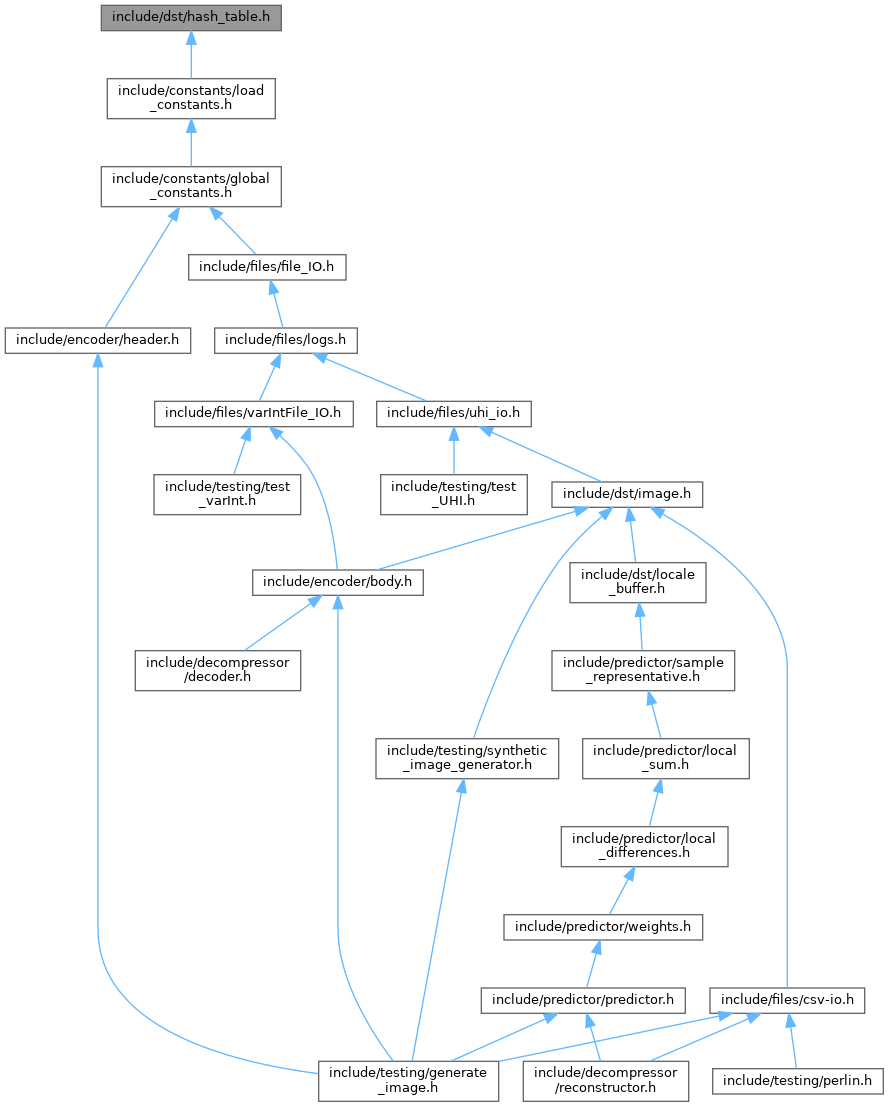 include/dst/hash_table.h
include/constants/load
_constants.h
include/constants/global
_constants.h
include/files/file_IO.h
include/encoder/header.h
include/files/logs.h
include/files/varIntFile_IO.h
include/files/uhi_io.h
include/testing/test
_varInt.h
include/testing/test
_UHI.h
include/dst/image.h
include/encoder/body.h
include/dst/locale
_buffer.h
include/decompressor
/decoder.h
include/predictor/sample
_representative.h
include/testing/synthetic
_image_generator.h
include/predictor/local
_sum.h
include/predictor/local
_differences.h
include/predictor/weights.h
include/predictor/predictor.h
include/files/csv-io.h
include/testing/generate
_image.h
include/decompressor
/reconstructor.h
include/testing/perlin.h